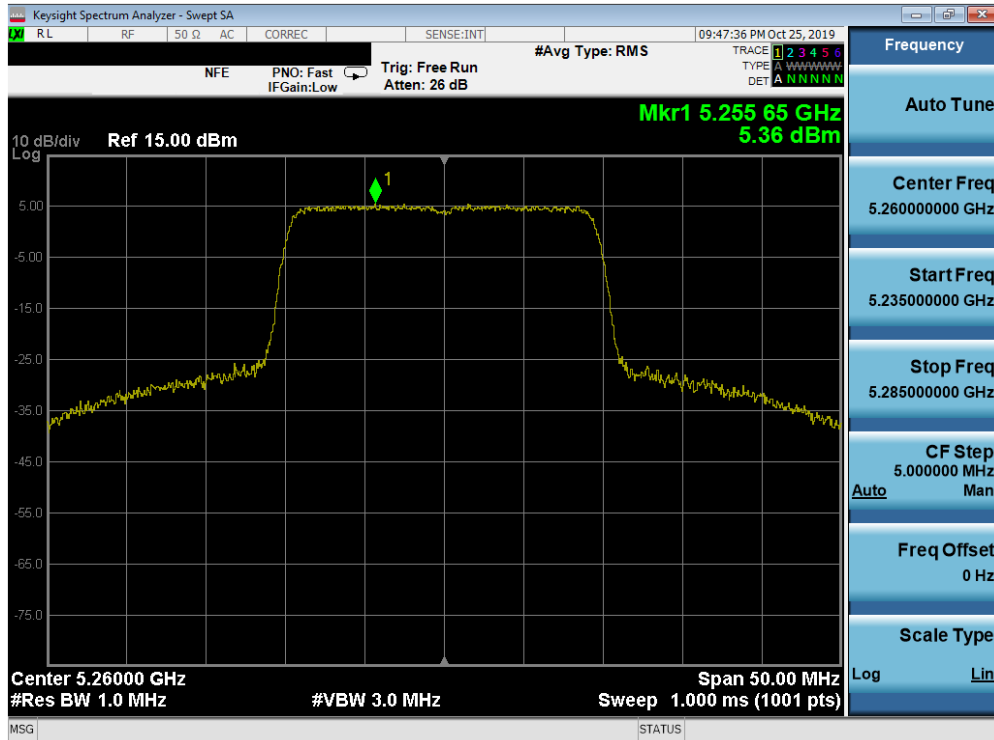 Keysight Spectrum Analyzer - Swept SA
LXI RL RF 50 Ω AC CORREC SENSE:INT 09:47:36 PM Oct 25, 2019
#Avg Type: RMS TRACE 1 2 3 4 5 6
NFE PNO: Fast Trig: Free Run TYPE A WWWWW
IFGain:Low Atten: 26 dB DET A N N N N N
Mkr1 5.255 65 GHz
5.36 dBm
10 dB/div Ref 15.00 dBm
Log
1
5.00
-5.00
-15.0
-25.0
-35.0
-45.0
-55.0
-65.0
-75.0
Center 5.26000 GHz Span 50.00 MHz
#Res BW 1.0 MHz #VBW 3.0 MHz Sweep 1.000 ms (1001 pts)
MSG STATUS
Frequency
Auto Tune
Center Freq
5.260000000 GHz
Start Freq
5.235000000 GHz
Stop Freq
5.285000000 GHz
CF Step
5.000000 MHz
Auto Man
Freq Offset
0 Hz
Scale Type
Log Lin